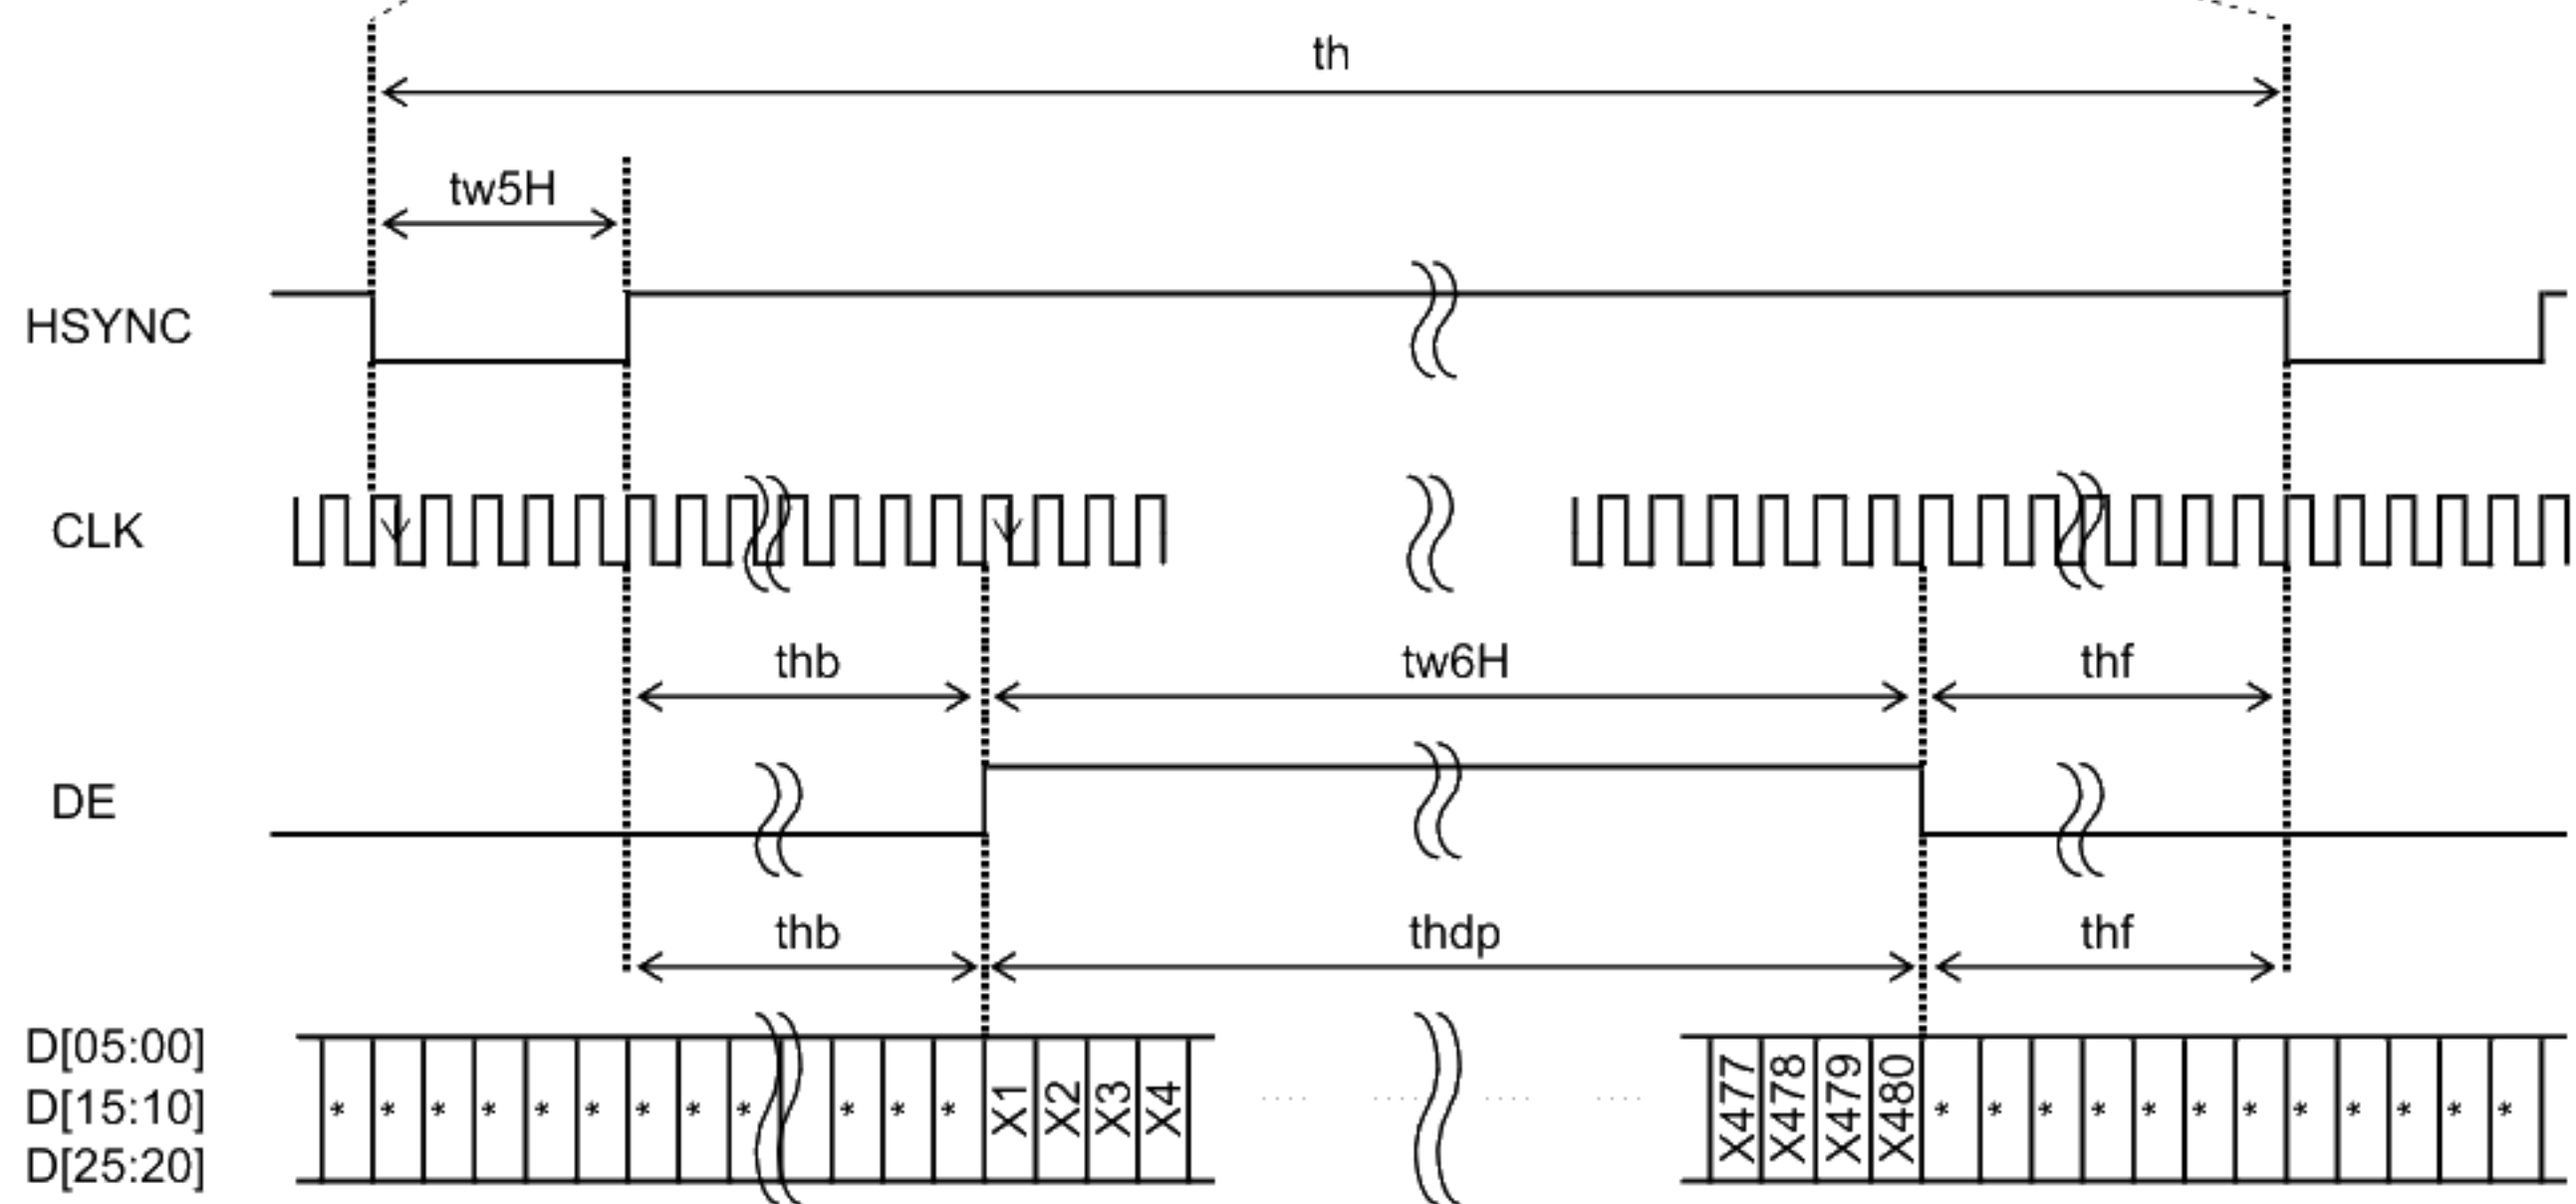 th
tw5H
HSYNC
CLK
thb tw6H thf
DE
thb thdp thf
D[05:00]
D[15:10]
D[25:20]
* * * * * * * * * * * * X1 X2 X3 X4 X477 X478 X479 X480 * * * * * * * * * * * *